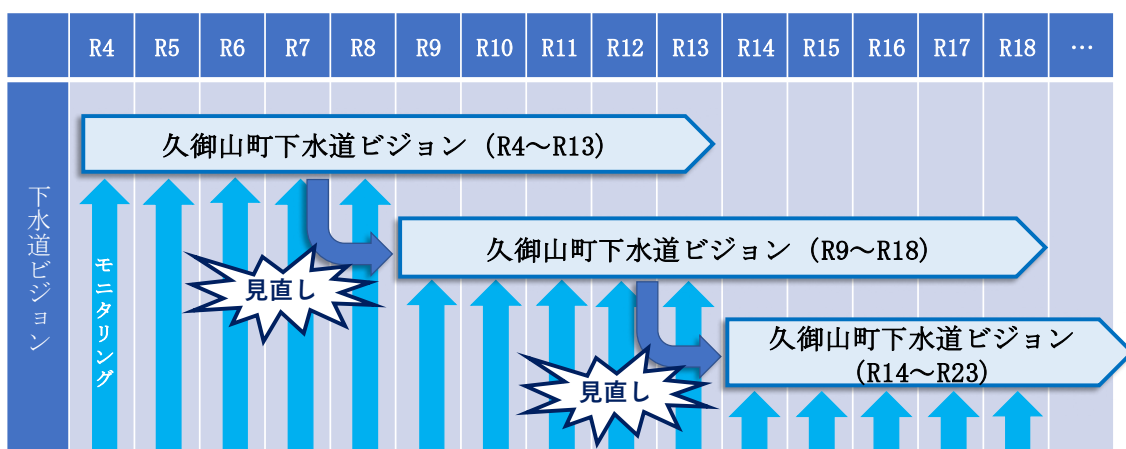 R4 R5 R6 R7 R8 R9 R10 R11 R12 R13 R14 R15 R16 R17 R18 …
下水道ビジョン
久御山町下水道ビジョン（R4～R13）
モニタリング
見直し
久御山町下水道ビジョン（R9～R18）
見直し
久御山町下水道ビジョン
(R14～R23)